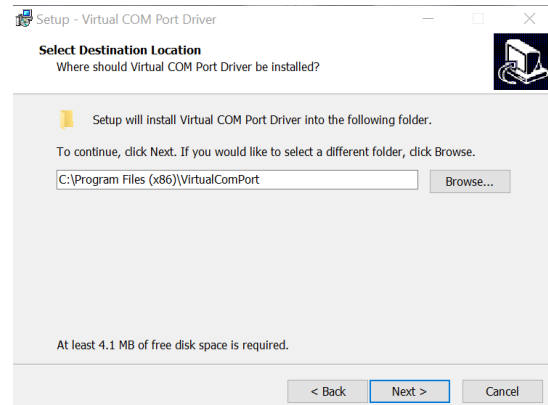 Setup - Virtual COM Port Driver
Select Destination Location
Where should Virtual COM Port Driver be installed?
Setup will install Virtual COM Port Driver into the following folder.
To continue, click Next. If you would like to select a different folder, click Browse.
C:\Program Files (x86)\VirtualComPort
Browse...
At least 4.1 MB of free disk space is required.
< Back
Next >
Cancel